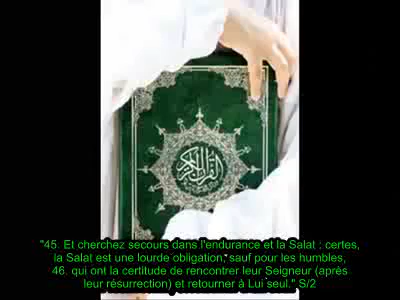 القرآن الكريم
"45. Et cherchez secours dans l'endurance et la Salat : certes,
la Salat est une lourde obligation, sauf pour les humbles,
46. qui ont la certitude de rencontrer leur Seigneur (après
leur résurrection) et retourner à Lui seul." S/2